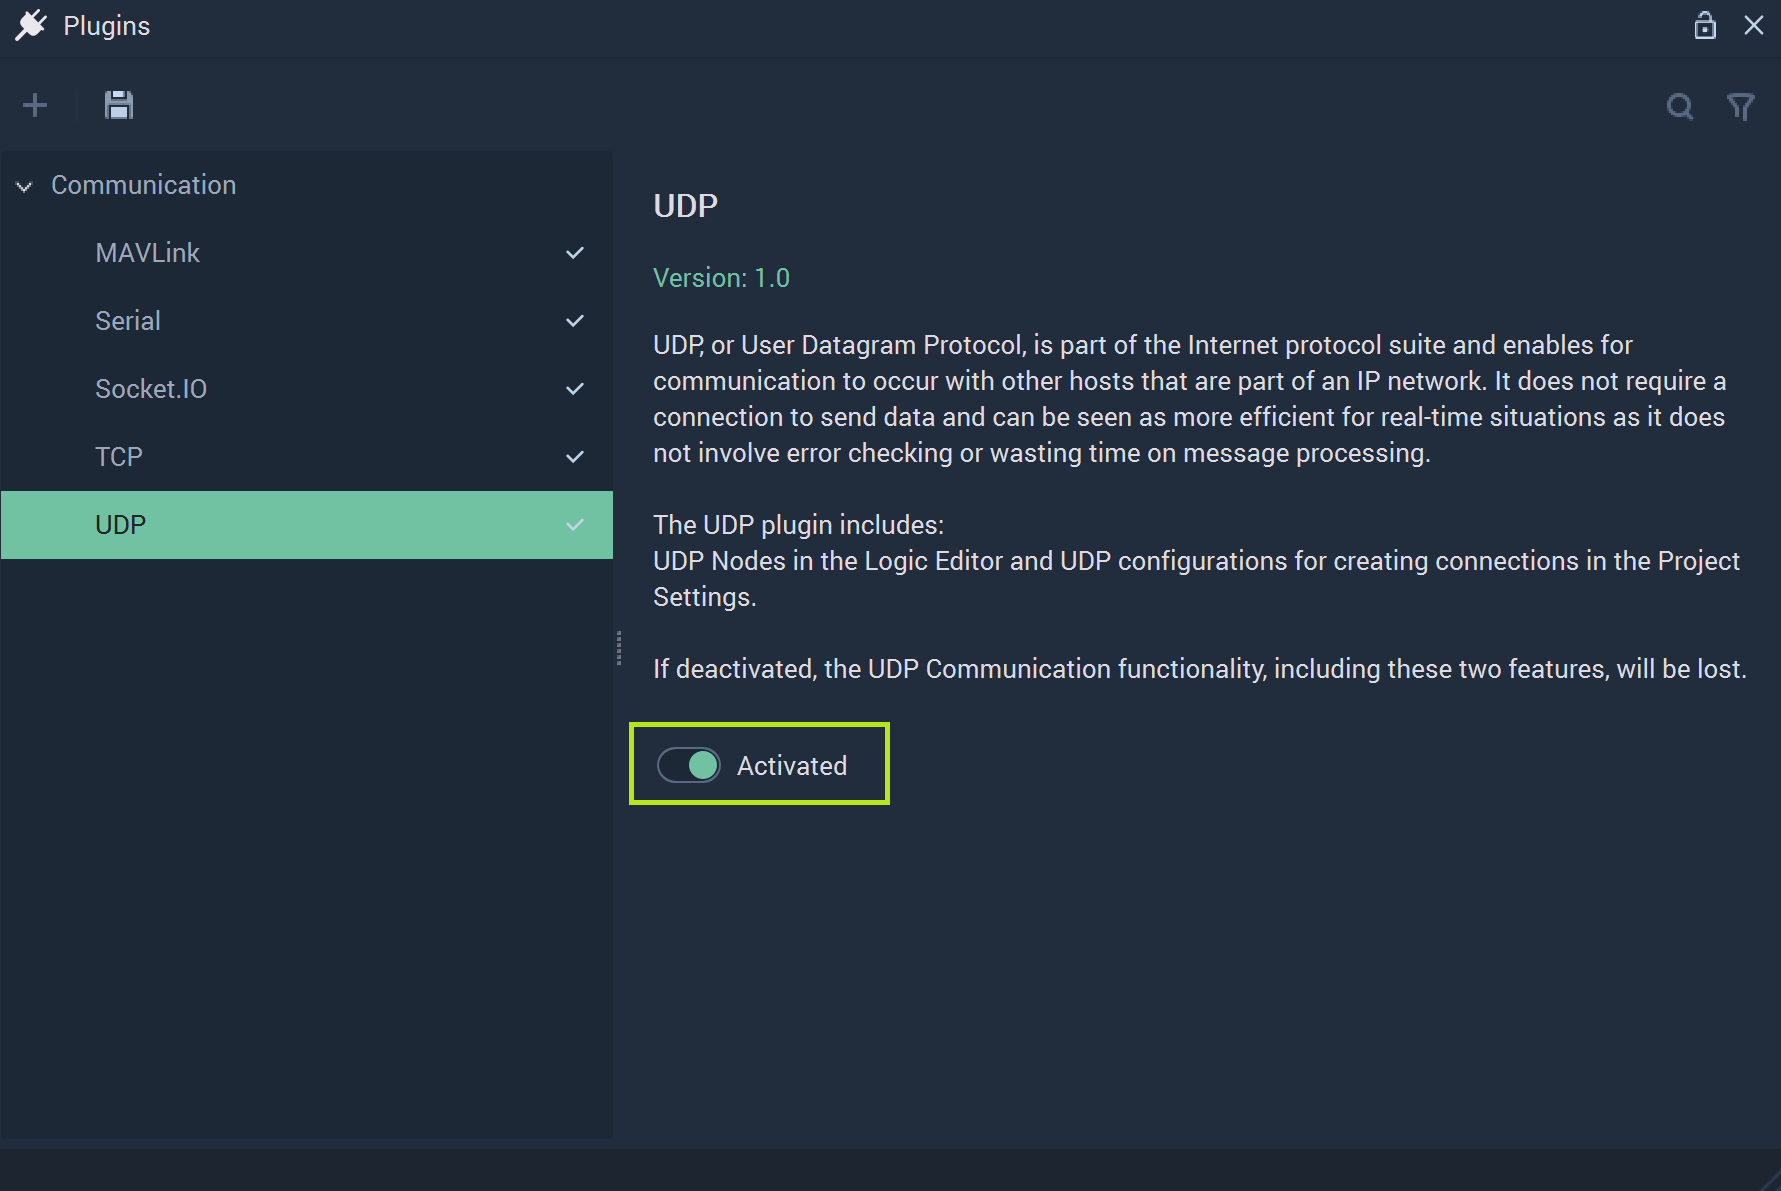 Plugins
Communication
MAVLink
Serial
Socket.IO
TCP
UDP
UDP
Version: 1.0
UDP, or User Datagram Protocol, is part of the Internet protocol suite and enables for
communication to occur with other hosts that are part of an IP network. It does not require a
connection to send data and can be seen as more efficient for real-time situations as it does
not involve error checking or wasting time on message processing.
The UDP plugin includes:
UDP Nodes in the Logic Editor and UDP configurations for creating connections in the Project
Settings.
If deactivated, the UDP Communication functionality, including these two features, will be lost.
Activated